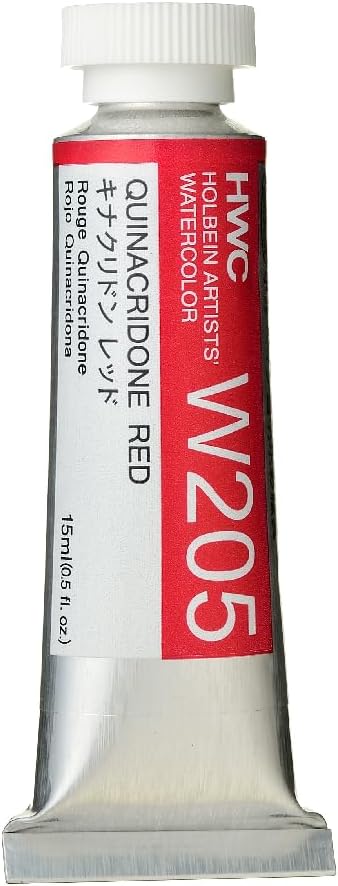 HWC
HOLBEIN ARTISTS'
WATERCOLOR
W205
QUINACRIDONE RED
キナクリドン レッド
Rouge Quinacridone
Rojo Quinacridona
15ml(0.5 fl. oz.)